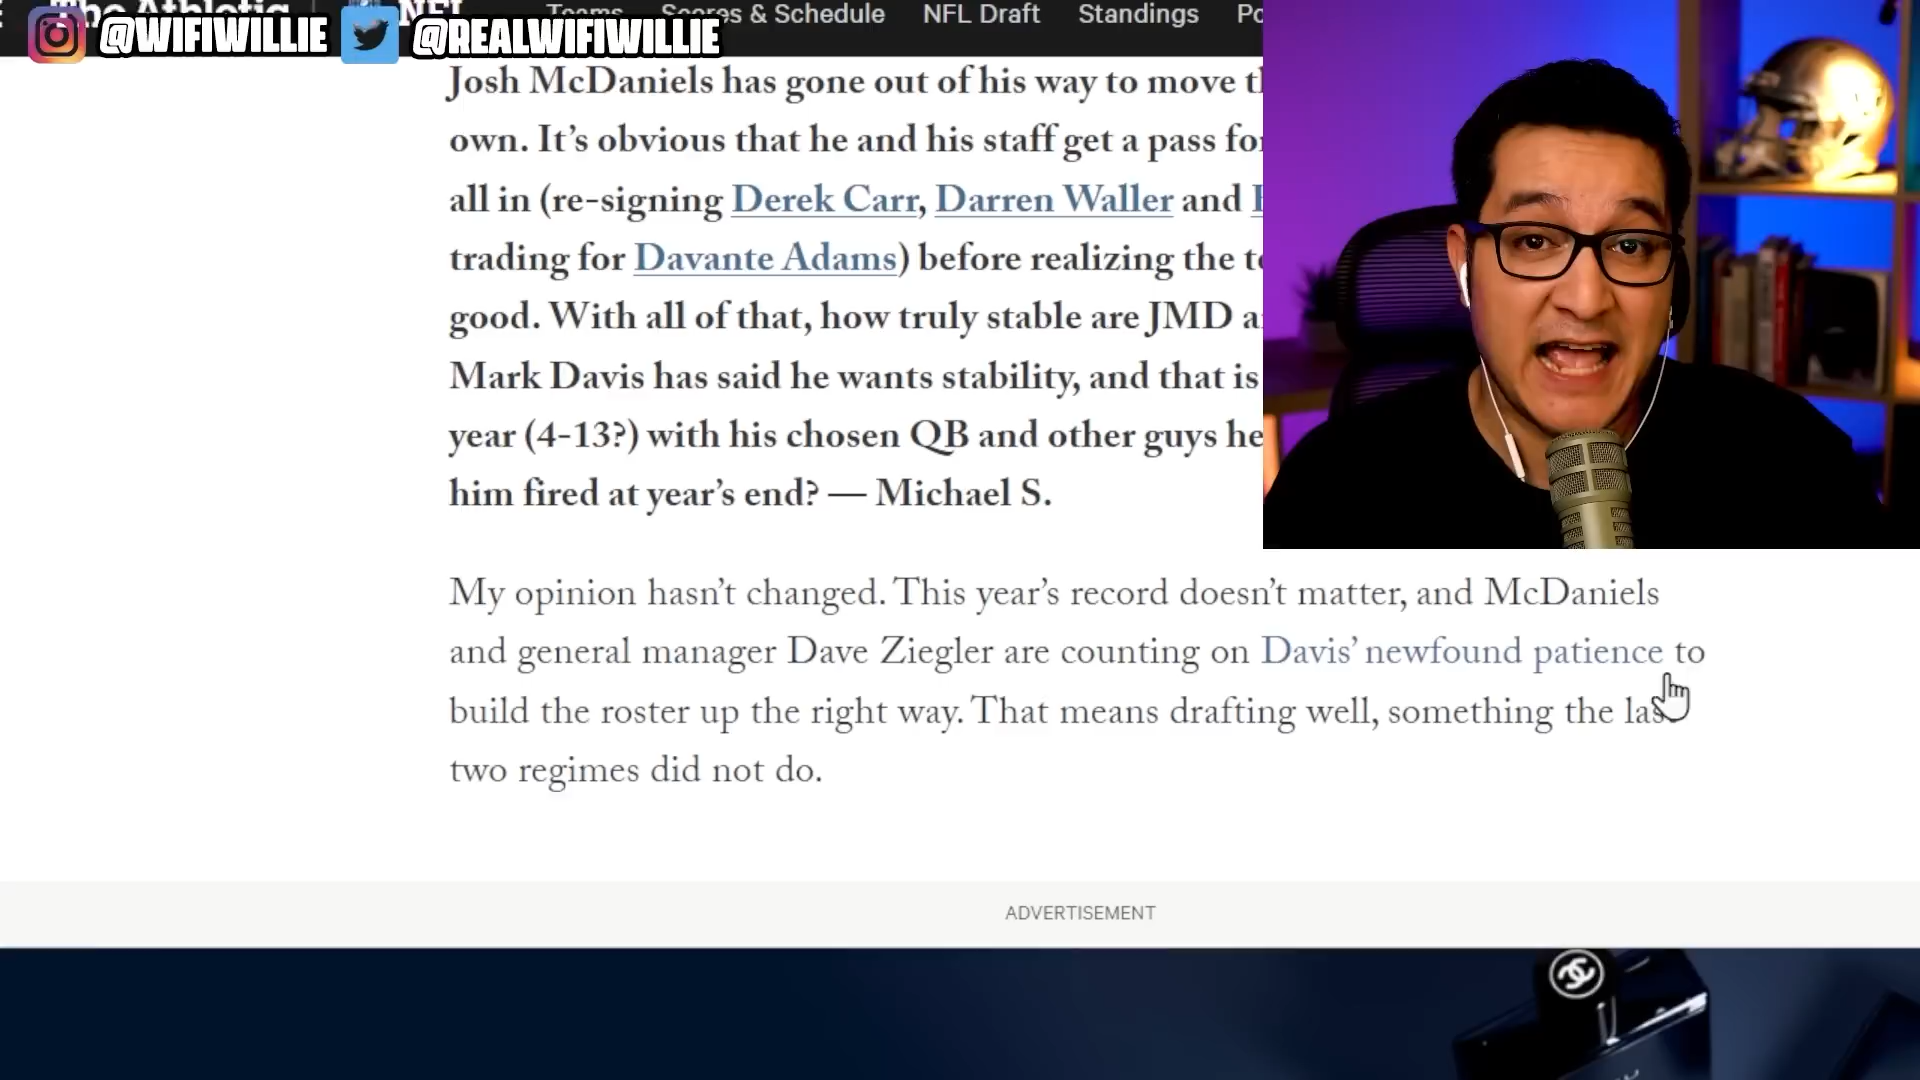 The Athletic NFL Teams Scores & Schedule NFL Draft Standings
@WIFIWILLIE @REALWIFIWILLIE
Josh McDaniels has gone out of his way to move
own. It’s obvious that he and his staff get a pass for
all in (re-signing Derek Carr, Darren Waller and
trading for Davante Adams) before realizing the
good. With all of that, how truly stable are JMD
Mark Davis has said he wants stability, and that is
year (4-13?) with his chosen QB and other guys he
him fired at year’s end? — Michael S.
My opinion hasn’t changed. This year’s record doesn’t matter, and McDaniels
and general manager Dave Ziegler are counting on Davis’ newfound patience to
build the roster up the right way. That means drafting well, something the
two regimes did not do.
ADVERTISEMENT